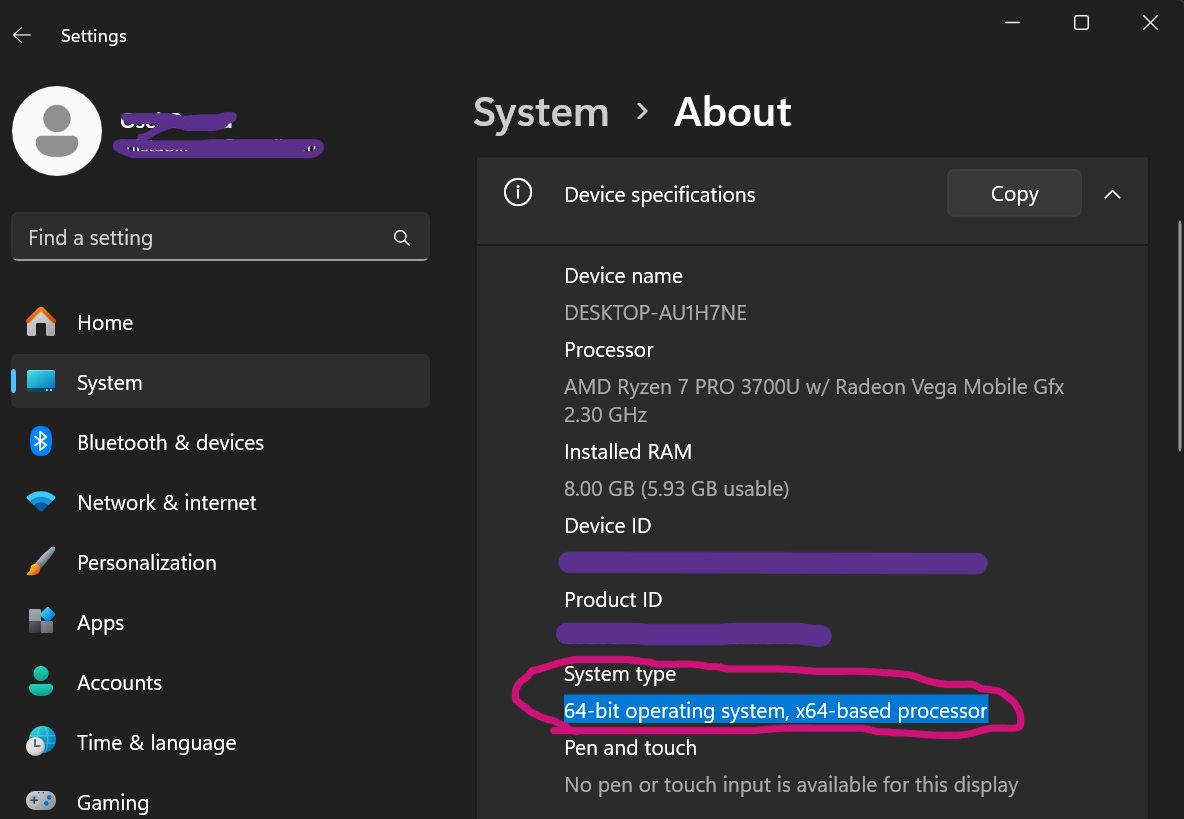 Settings
System > About
Device specifications
Copy
Find a setting
Home
System
Bluetooth & devices
Network & internet
Personalization
Apps
Accounts
Time & language
Gaming
Device name
DESKTOP-AU1H7NE
Processor
AMD Ryzen 7 PRO 3700U w/ Radeon Vega Mobile Gfx
2.30 GHz
Installed RAM
8.00 GB (5.93 GB usable)
Device ID
Product ID
System type
64-bit operating system, x64-based processor
Pen and touch
No pen or touch input is available for this display